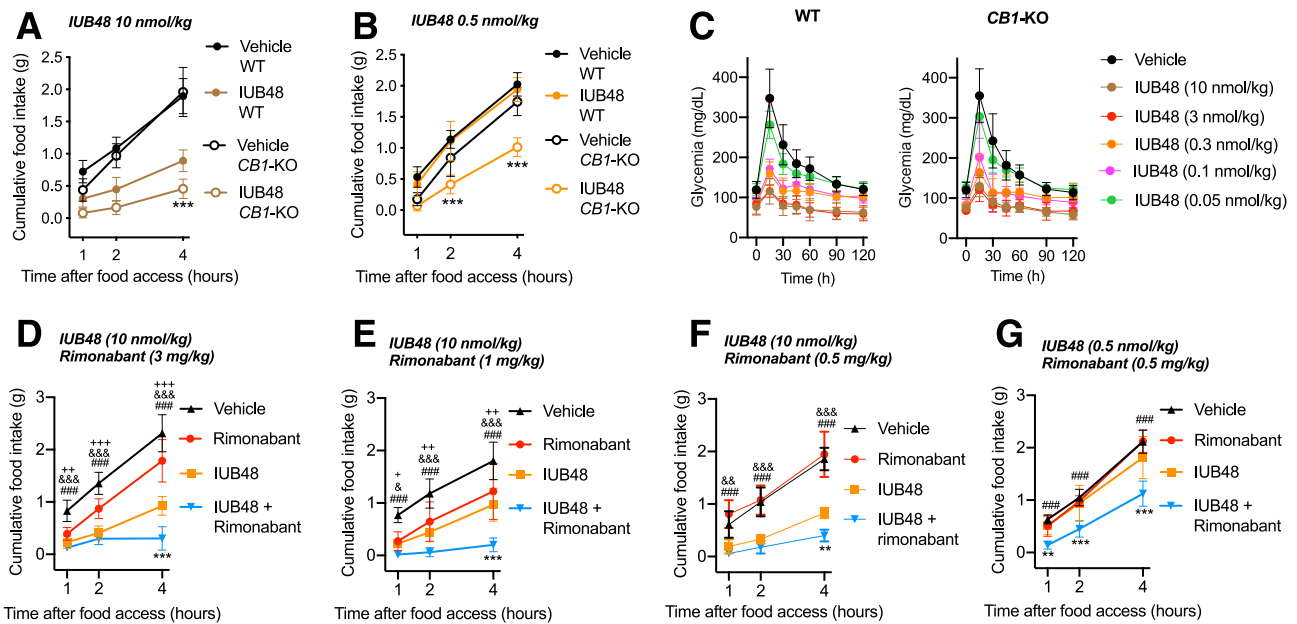 A
IUB48 10 nmol/kg
Cumulative food intake (g)
2.5
2.0
1.5
1.0
0.5
0.0
***
1 2 4
Time after food access (hours)
Vehicle
WT
IUB48
WT
Vehicle
CB1-KO
IUB48
CB1-KO
B
IUB48 0.5 nmol/kg
Cumulative food intake (g)
2.5
2.0
1.5
1.0
0.5
0.0
***
***
1 2 4
Time after food access (hours)
Vehicle
WT
IUB48
WT
Vehicle
CB1-KO
IUB48
CB1-KO
C
WT
Glycemia (mg/dL)
400
300
200
100
0
0 30 60 90 120
Time (h)
CB1-KO
Glycemia (mg/dL)
400
300
200
100
0
0 30 60 90 120
Time (h)
Vehicle
IUB48 (10 nmol/kg)
IUB48 (3 nmol/kg)
IUB48 (0.3 nmol/kg)
IUB48 (0.1 nmol/kg)
IUB48 (0.05 nmol/kg)
D
IUB48 (10 nmol/kg)
Rimonabant (3 mg/kg)
Cumulative food intake (g)
3
2
1
0
++
&&&
###
+++
&&&
###
+++
&&&
###
***
1 2 4
Time after food access (hours)
Vehicle
Rimonabant
IUB48
IUB48 +
Rimonabant
E
IUB48 (10 nmol/kg)
Rimonabant (1 mg/kg)
Cumulative food intake (g)
3
2
1
0
+
&
###
++
&&&
###
++
&&&
###
***
1 2 4
Time after food access (hours)
Vehicle
Rimonabant
IUB48
IUB48 +
Rimonabant
F
IUB48 (10 nmol/kg)
Rimonabant (0.5 mg/kg)
Cumulative food intake (g)
3
2
1
0
&&
###
&&&
###
&&&
###
**
1 2 4
Time after food access (hours)
Vehicle
Rimonabant
IUB48
IUB48 +
rimonabant
G
IUB48 (0.5 nmol/kg)
Rimonabant (0.5 mg/kg)
Cumulative food intake (g)
3
2
1
0
###
###
###
**
***
***
1 2 4
Time after food access (hours)
Vehicle
Rimonabant
IUB48
IUB48 +
Rimonabant